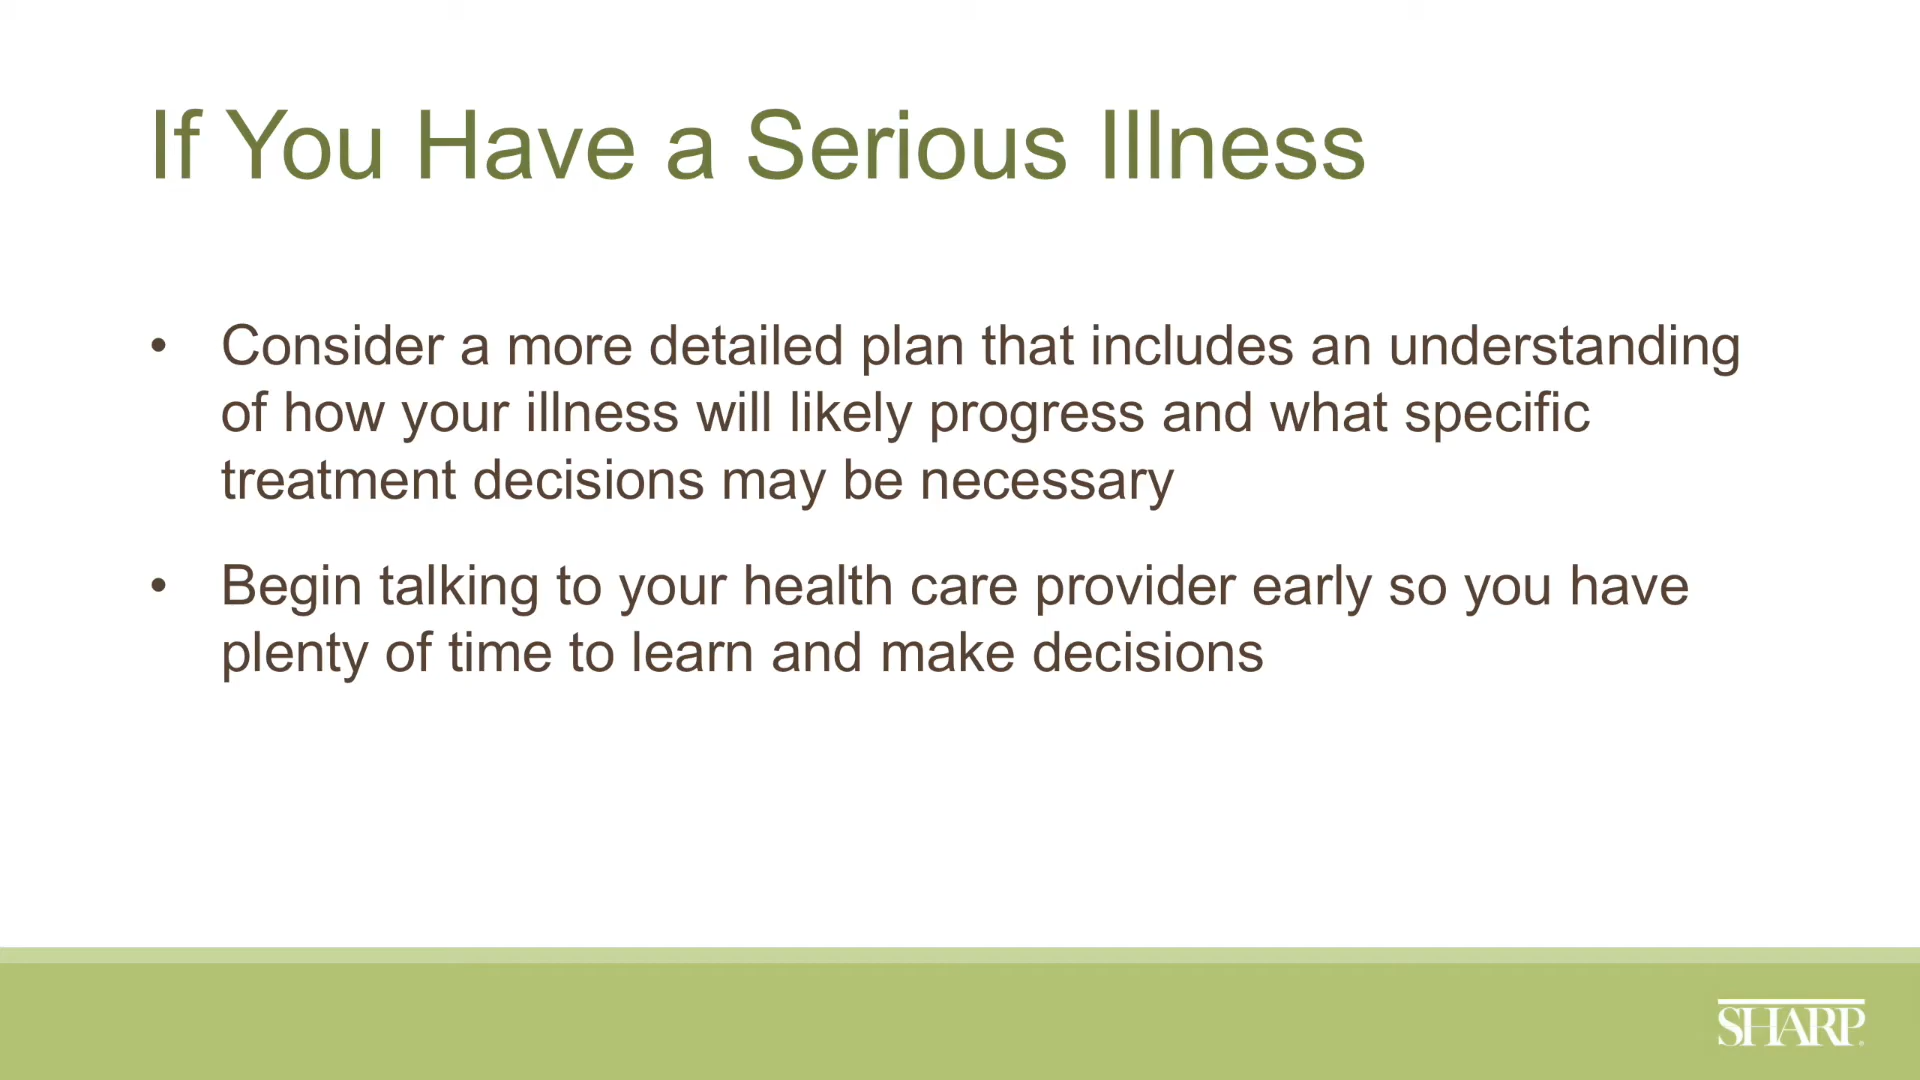 If You Have a Serious Illness
• Consider a more detailed plan that includes an understanding
of how your illness will likely progress and what specific
treatment decisions may be necessary
• Begin talking to your health care provider early so you have
plenty of time to learn and make decisions
SHARP®